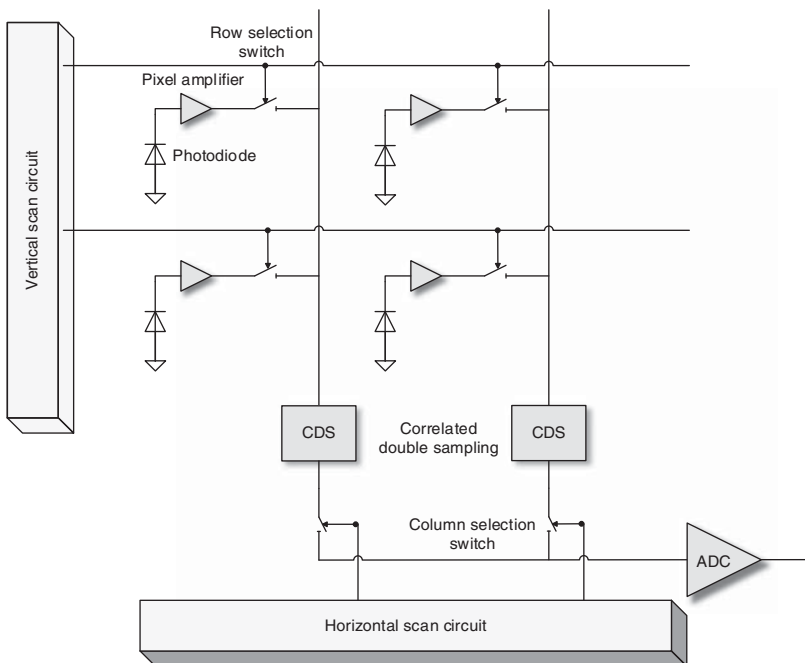 Row selection
switch
Pixel amplifier
Photodiode
Vertical scan circuit
CDS
Correlated
double sampling
CDS
Column selection
switch
ADC
Horizontal scan circuit